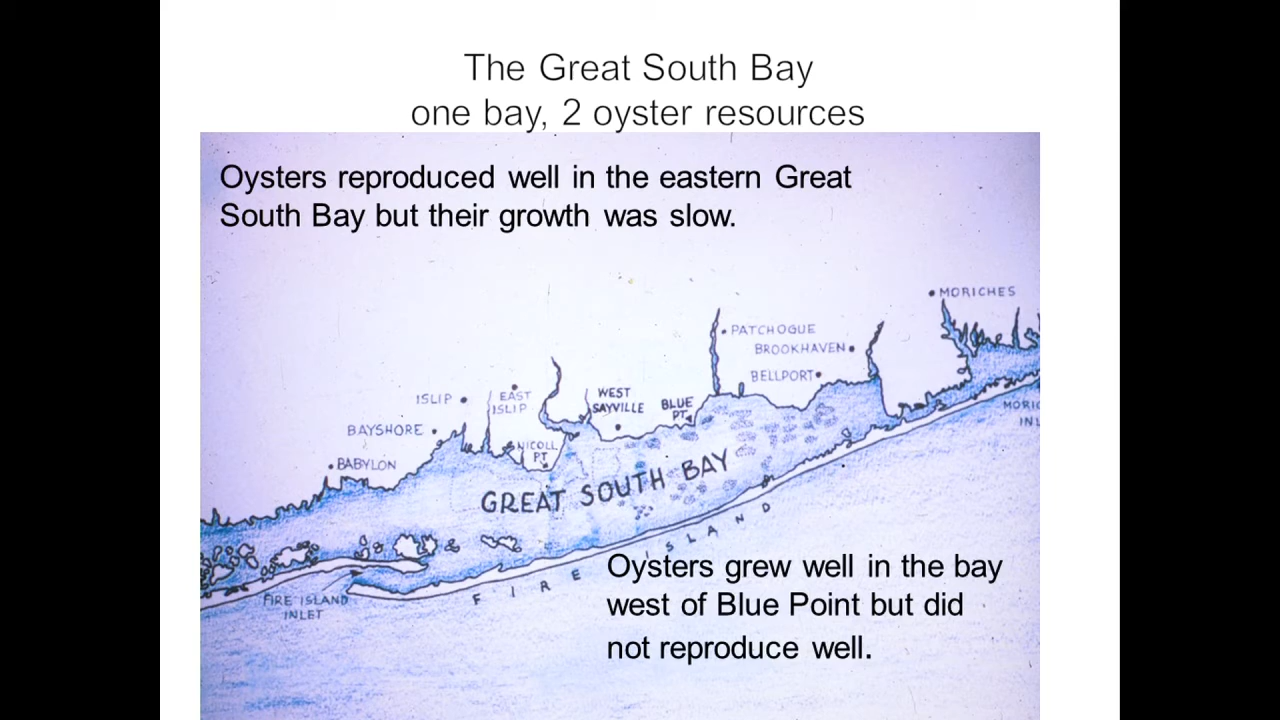 The Great South Bay
one bay, 2 oyster resources
Oysters reproduced well in the eastern Great
South Bay but their growth was slow.
MORICHES
PATCHOGUE
BROOKHAVEN
BELLPORT
ISLIP
EAST
ISLIP
WEST
SAYVILLE
BLUE
PT.
BAYSHORE
NICOLL
PT.
BABYLON
GREAT SOUTH BAY
FIRE ISLAND
FIRE ISLAND
INLET
MORIC
INL
Oysters grew well in the bay
west of Blue Point but did
not reproduce well.